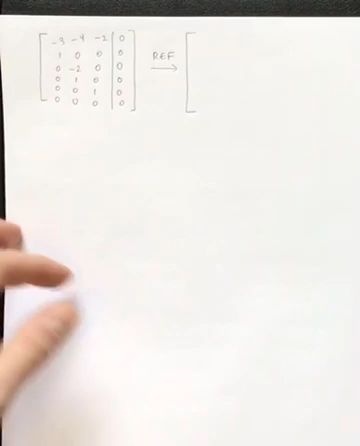 -3 -4 -2 | 0
1 0 0 | 0 REF
0 -2 0 | 0
0 1 0 | 0
0 0 1 | 0
0 0 0 | 0